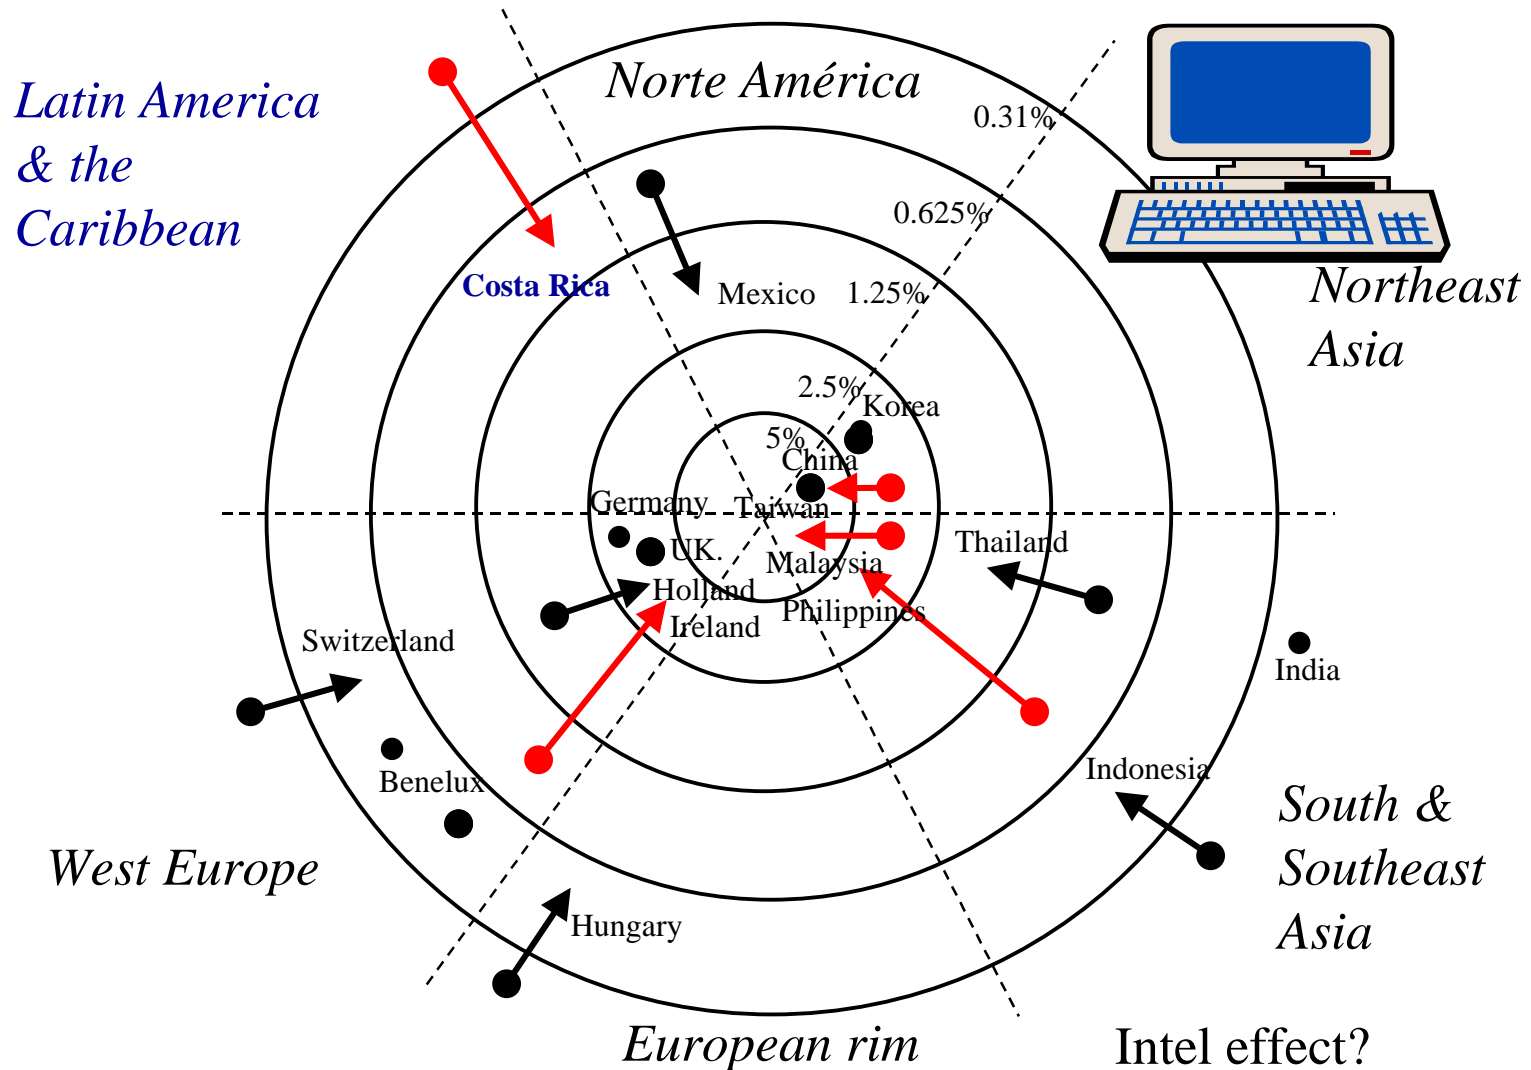 Norte América
Latin America
& the
Caribbean
0.31%
0.625%
Northeast
Asia
Costa Rica
Mexico
1.25%
2.5%
Korea
5%
China
Germany
Taiwan
UK.
Thailand
Malaysia
Holland
Philippines
Ireland
Switzerland
India
Benelux
Indonesia
South &
Southeast
Asia
West Europe
Hungary
European rim
Intel effect?